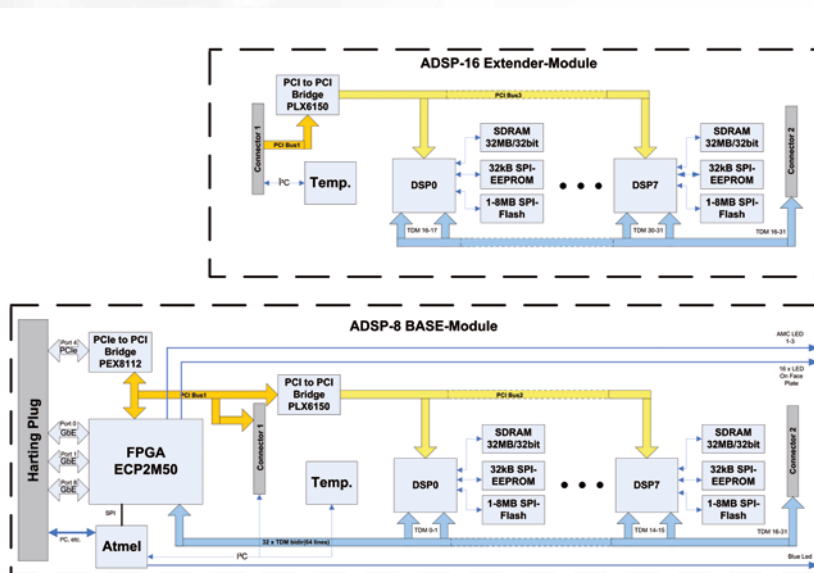 ADSP-16 Extender-Module
PCI to PCI
Bridge
PLX6150
PCI Bus3
Connector 1
PCI Bus1
I²C
Temp.
DSP0
SDRAM
32MB/32bit
32kB SPI-
EEPROM
1-8MB SPI-
Flash
DSP7
SDRAM
32MB/32bit
32kB SPI-
EEPROM
1-8MB SPI-
Flash
Connector 2
TDM 16-17
TDM 30-31
TDM 16-31
ADSP-8 BASE-Module
Harting Plug
Port 4
PCIe
PCIe to PCI
Bridge
PEX8112
AMC LED
1-3
16 x LED
On Face
Plate
PCI Bus1
PCI to PCI
Bridge
PLX6150
PCI Bus2
Port 0
GbE
Port 1
GbE
Port 8
GbE
FPGA
ECP2M50
Connector 1
Temp.
DSP0
SDRAM
32MB/32bit
32kB SPI-
EEPROM
1-8MB SPI-
Flash
DSP7
SDRAM
32MB/32bit
32kB SPI-
EEPROM
1-8MB SPI-
Flash
Connector 2
SPI
I²C, etc.
Atmel
I²C
32 x TDM bidir(64 lines)
TDM 0-1
TDM 14-15
TDM 16-31
Blue Led